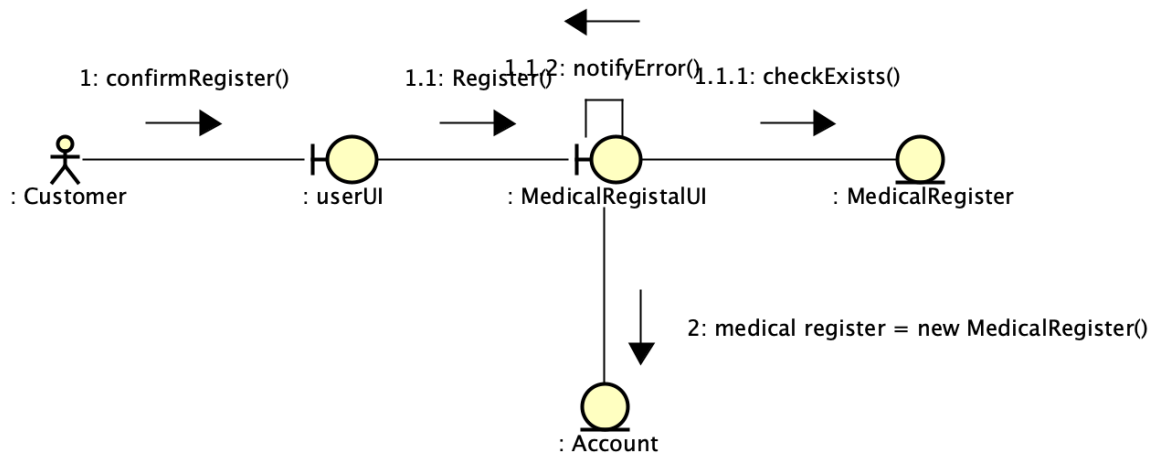 1.1.2: notifyError()
1: confirmRegister()
1.1: Register()
1.1.1: checkExists()
: Customer
: userUI
: MedicalRegistalUI
: MedicalRegister
2: medical register = new MedicalRegister()
: Account